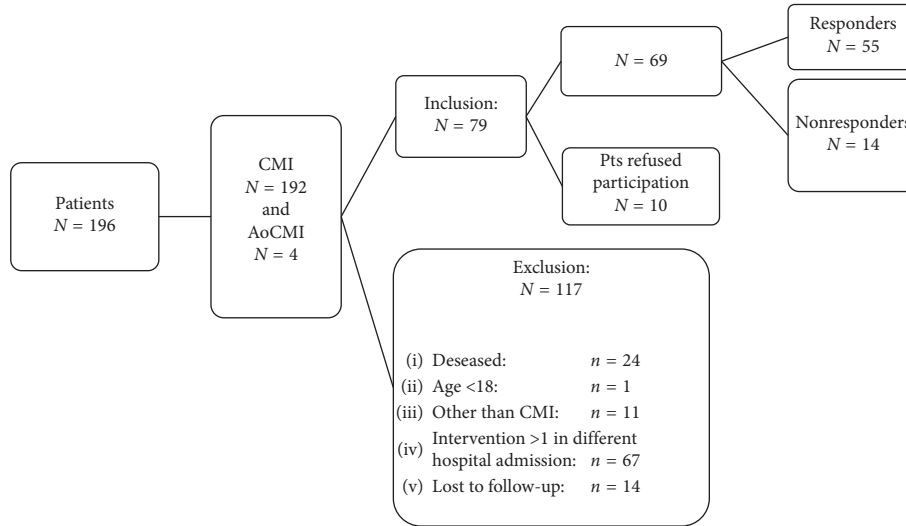 Patients
N = 196
CMI
N = 192
and
AoCMI
N = 4
Inclusion:
N = 79
N = 69
Pts refused
participation
N = 10
Responders
N = 55
Nonresponders
N = 14
Exclusion:
N = 117
(i) Deseased: n = 24
(ii) Age <18: n = 1
(iii) Other than CMI: n = 11
(iv) Intervention >1 in different
hospital admission: n = 67
(v) Lost to follow-up: n = 14